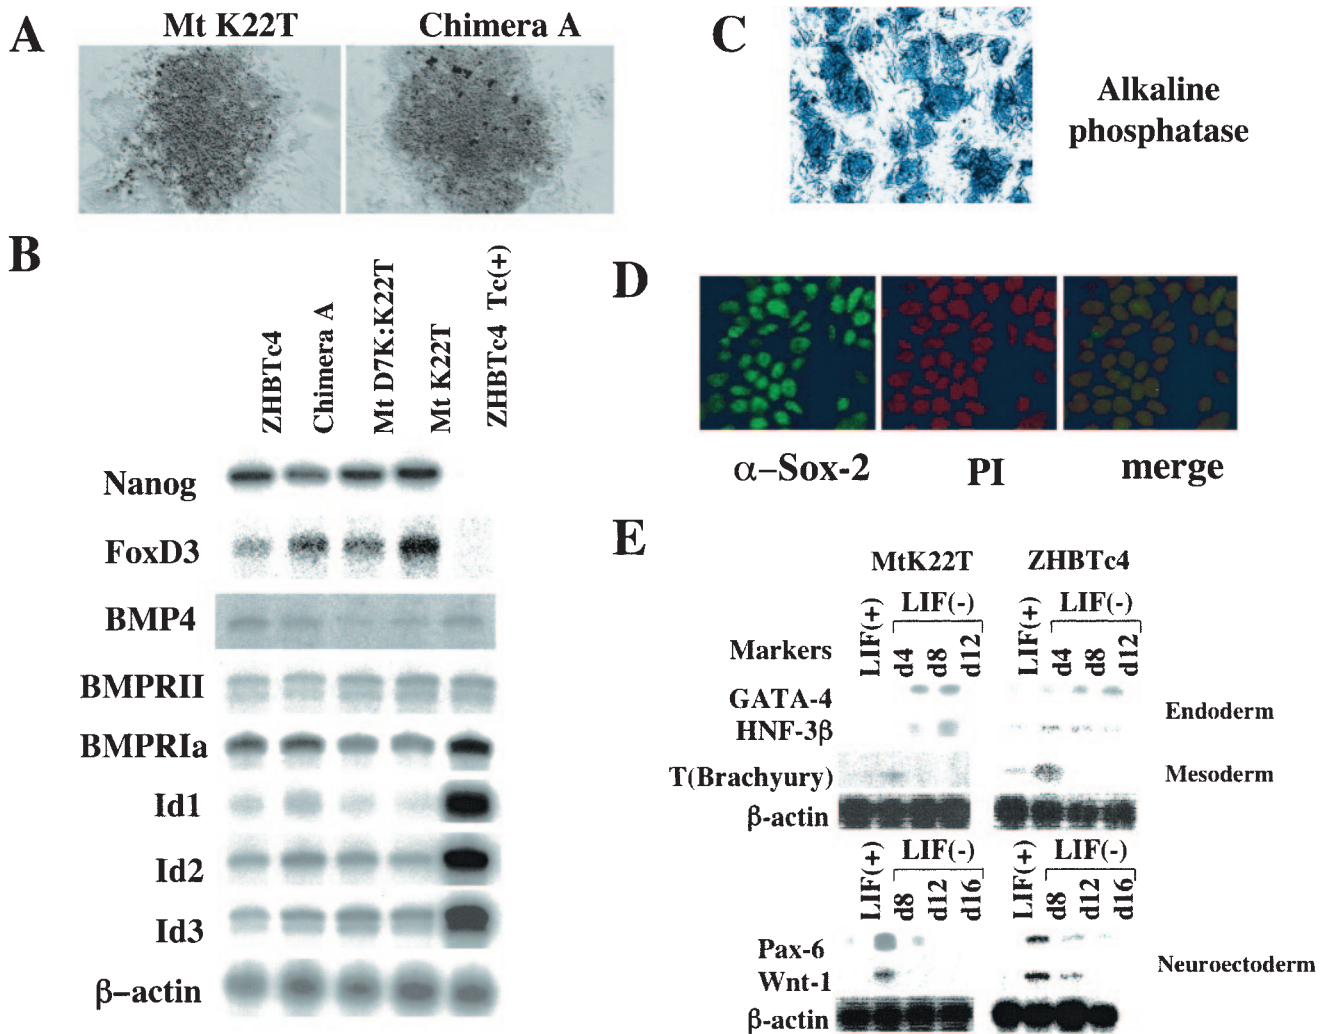 A
Mt K22T
Chimera A
B
ZHBTc4
Chimera A
Mt D7K:K22T
Mt K22T
ZHBTc4 Tc(+)
Nanog
FoxD3
BMP4
BMPRII
BMPRIa
Id1
Id2
Id3
β-actin
C
Alkaline
phosphatase
D
α-Sox-2
PI
merge
E
MtK22T
ZHBTc4
LIF(+)
LIF(-)
d4
d8
d12
LIF(+)
LIF(-)
d4
d8
d12
Markers
GATA-4
HNF-3β
Endoderm
T(Brachyury)
Mesoderm
β-actin
LIF(+)
LIF(-)
d8
d12
d16
LIF(+)
LIF(-)
d8
d12
d16
Pax-6
Wnt-1
Neuroectoderm
β-actin